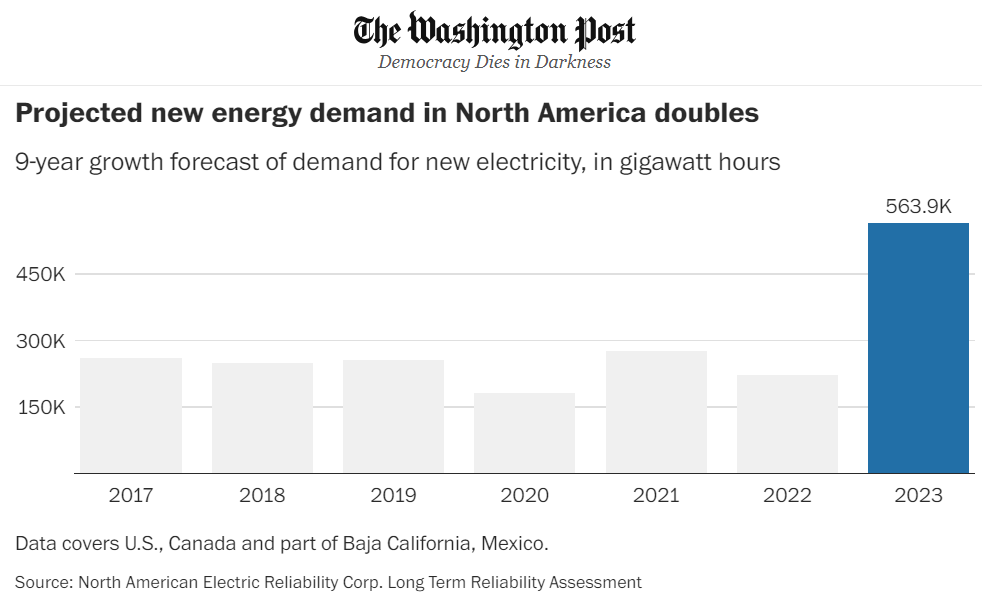 The Washington Post
Democracy Dies in Darkness
Projected new energy demand in North America doubles
9-year growth forecast of demand for new electricity, in gigawatt hours
563.9K
450K
300K
150K
2017 2018 2019 2020 2021 2022 2023
Data covers U.S., Canada and part of Baja California, Mexico.
Source: North American Electric Reliability Corp. Long Term Reliability Assessment